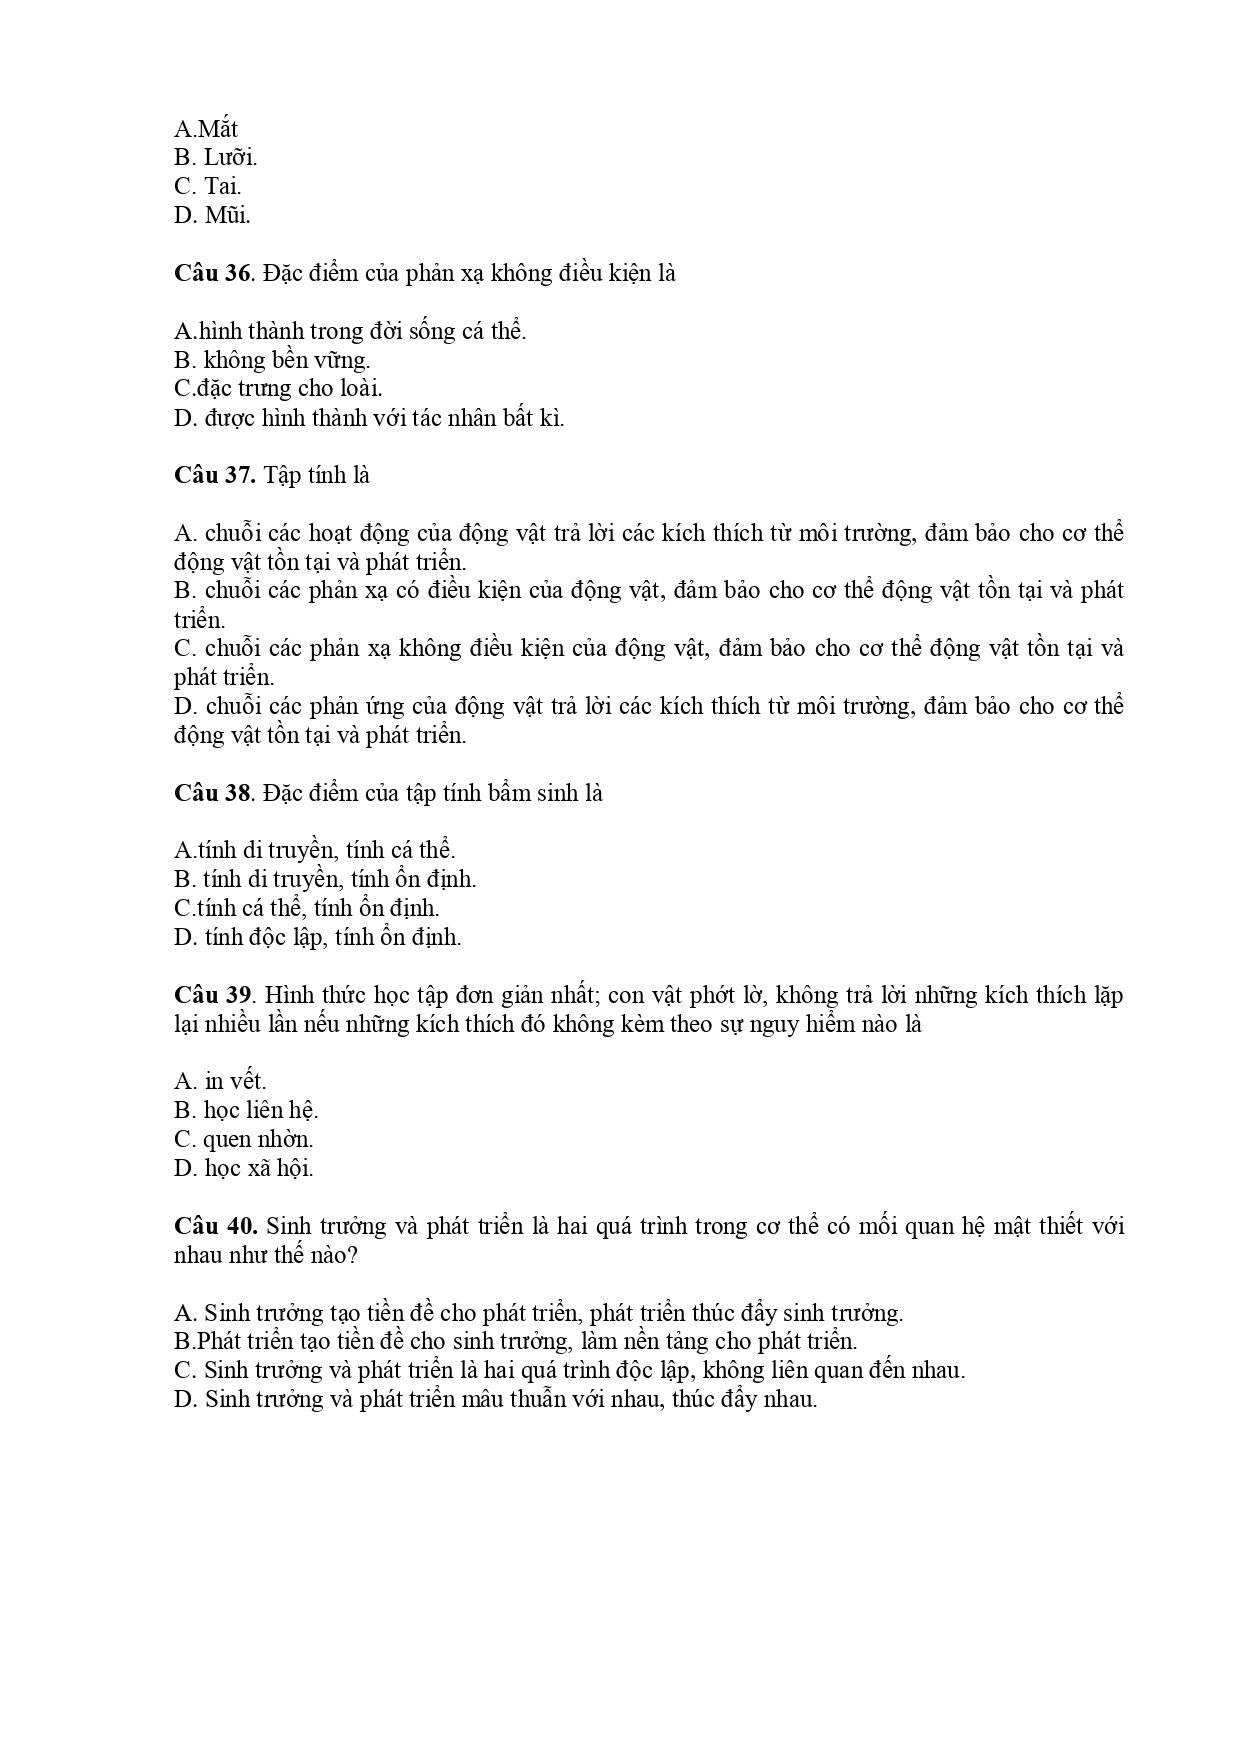 A.Mắt
B. Lưỡi.
C. Tai.
D. Mũi.
Câu 36. Đặc điểm của phản xạ không điều kiện là
A.hình thành trong đời sống cá thể.
B. không bền vững.
C.đặc trưng cho loài.
D. được hình thành với tác nhân bất kì.
Câu 37. Tập tính là
A. chuỗi các hoạt động của động vật trả lời các kích thích từ môi trường, đảm bảo cho cơ thể
động vật tồn tại và phát triển.
B. chuỗi các phản xạ có điều kiện của động vật, đảm bảo cho cơ thể động vật tồn tại và phát
triển.
C. chuỗi các phản xạ không điều kiện của động vật, đảm bảo cho cơ thể động vật tồn tại và
phát triển.
D. chuỗi các phản ứng của động vật trả lời các kích thích từ môi trường, đảm bảo cho cơ thể
động vật tồn tại và phát triển.
Câu 38. Đặc điểm của tập tính bẩm sinh là
A.tính di truyền, tính cá thể.
B. tính di truyền, tính ổn định.
C.tính cá thể, tính ổn định.
D. tính độc lập, tính ổn định.
Câu 39. Hình thức học tập đơn giản nhất; con vật phớt lờ, không trả lời những kích thích lặp
lại nhiều lần nếu những kích thích đó không kèm theo sự nguy hiểm nào là
A. in vết.
B. học liên hệ.
C. quen nhờn.
D. học xã hội.
Câu 40. Sinh trưởng và phát triển là hai quá trình trong cơ thể có mối quan hệ mật thiết với
nhau như thế nào?
A. Sinh trưởng tạo tiền đề cho phát triển, phát triển thúc đẩy sinh trưởng.
B.Phát triển tạo tiền đề cho sinh trưởng, làm nền tảng cho phát triển.
C. Sinh trưởng và phát triển là hai quá trình độc lập, không liên quan đến nhau.
D. Sinh trưởng và phát triển mâu thuẫn với nhau, thúc đẩy nhau.